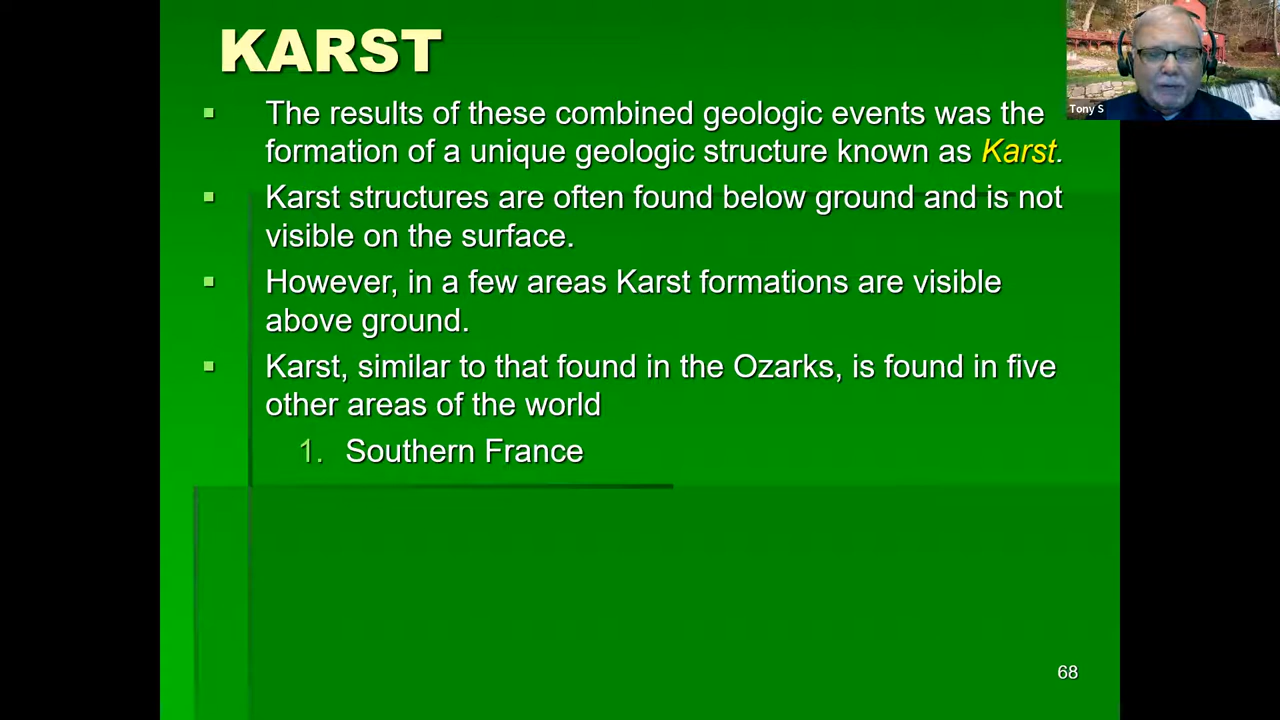 KARST
The results of these combined geologic events was the
formation of a unique geologic structure known as Karst.
Karst structures are often found below ground and is not
visible on the surface.
However, in a few areas Karst formations are visible
above ground.
Karst, similar to that found in the Ozarks, is found in five
other areas of the world
1. Southern France
68
Tony S